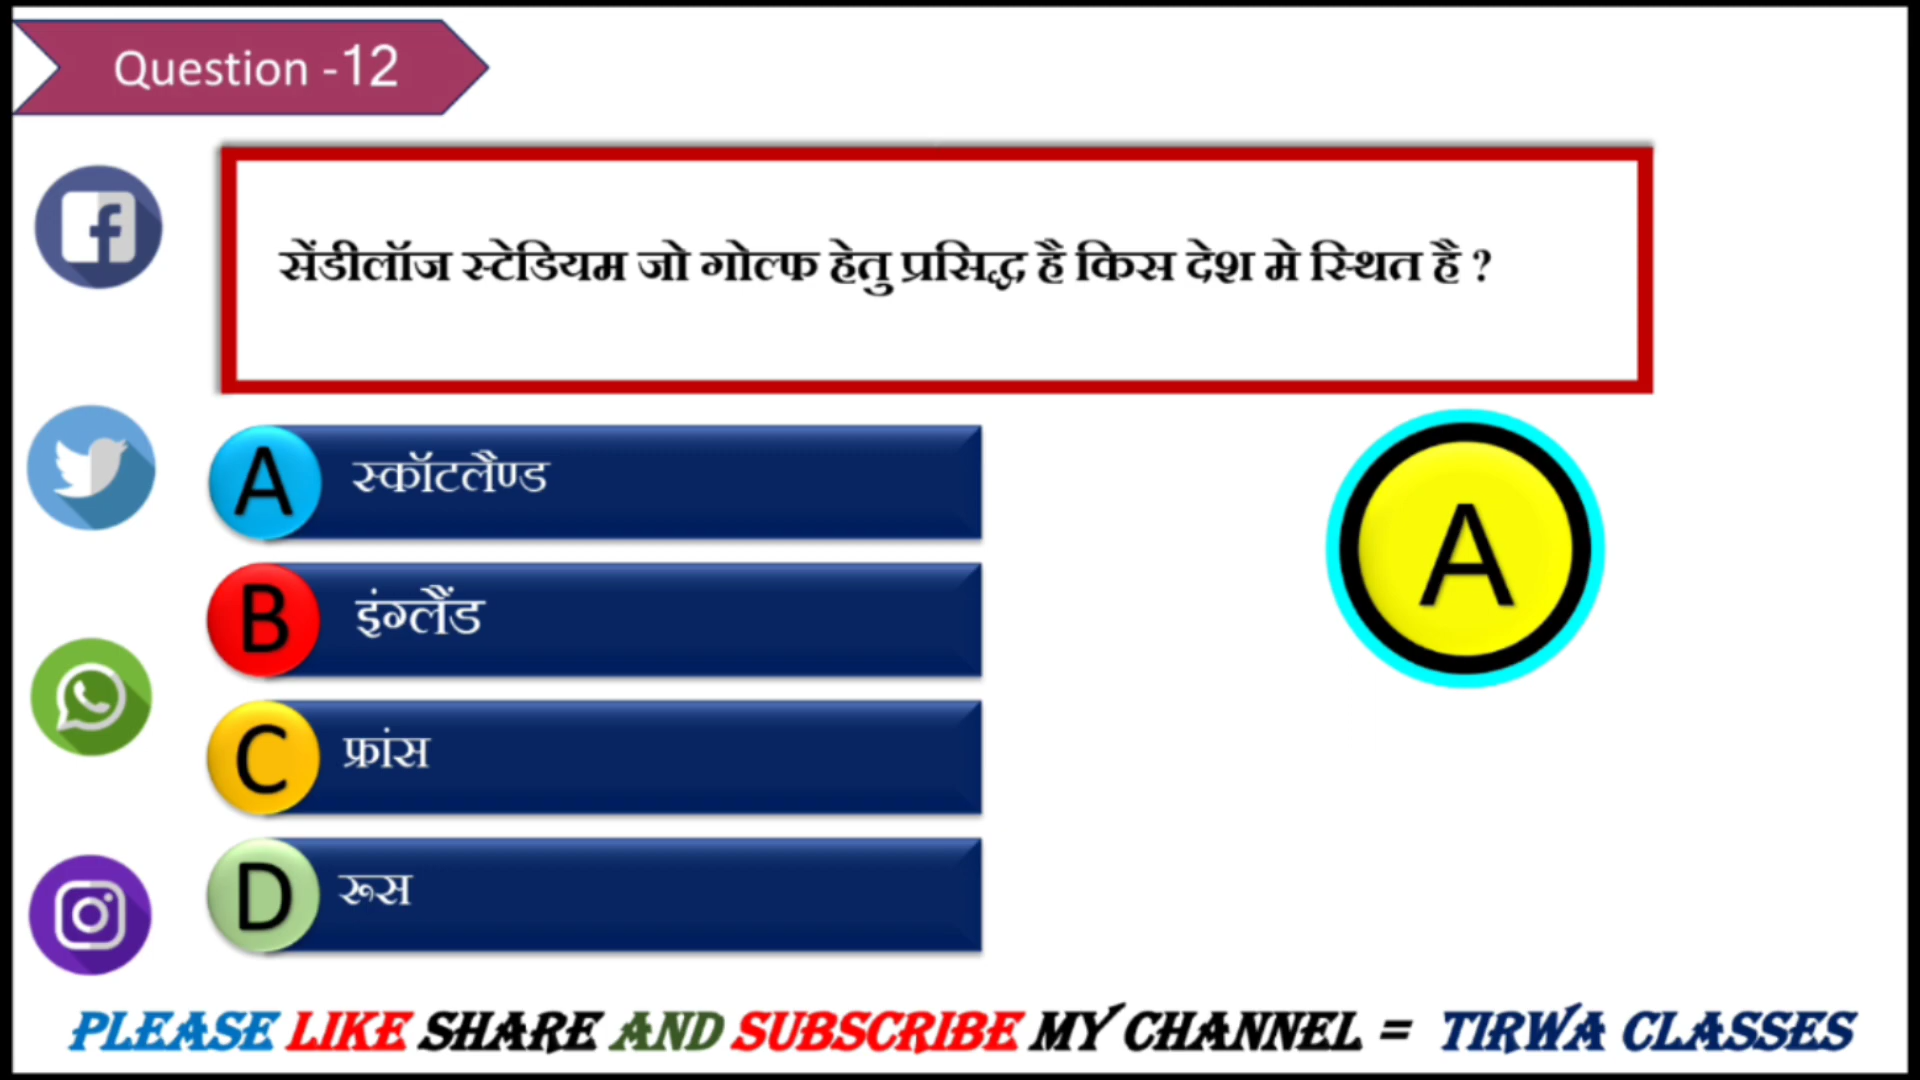 Question -12
सेंडीलॉज स्टेडियम जो गोल्फ हेतु प्रसिद्ध है किस देश मे स्थित है ?
A स्कॉटलैण्ड
A
B इंग्लैंड
C फ्रांस
D रूस
PLEASE LIKE SHARE AND SUBSCRIBE MY CHANNEL = TIRWA CLASSES